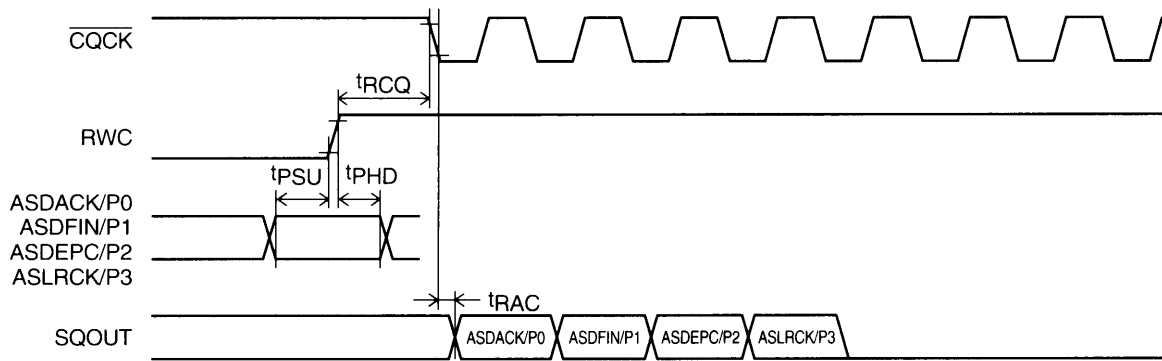 CQCK
tRCQ
RWC
tPSU
tPHD
ASDACK/P0
ASDFIN/P1
ASDEPC/P2
ASLRCK/P3
tRAC
SQOUT
ASDACK/P0 ASDFIN/P1 ASDEPC/P2 ASLRCK/P3